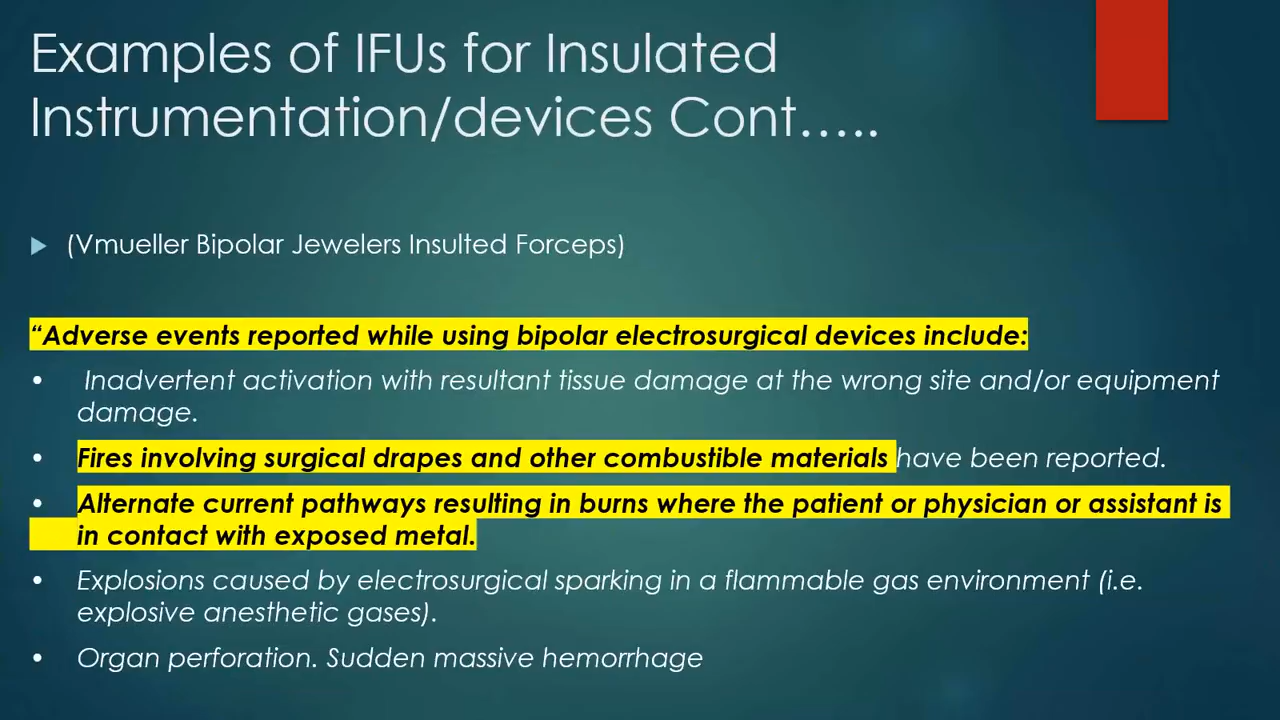 Examples of IFUs for Insulated
Instrumentation/devices Cont…..
(Vmueller Bipolar Jewelers Insulted Forceps)
“Adverse events reported while using bipolar electrosurgical devices include:
• Inadvertent activation with resultant tissue damage at the wrong site and/or equipment
damage.
• Fires involving surgical drapes and other combustible materials have been reported.
• Alternate current pathways resulting in burns where the patient or physician or assistant is
in contact with exposed metal.
• Explosions caused by electrosurgical sparking in a flammable gas environment (i.e.
explosive anesthetic gases).
• Organ perforation. Sudden massive hemorrhage